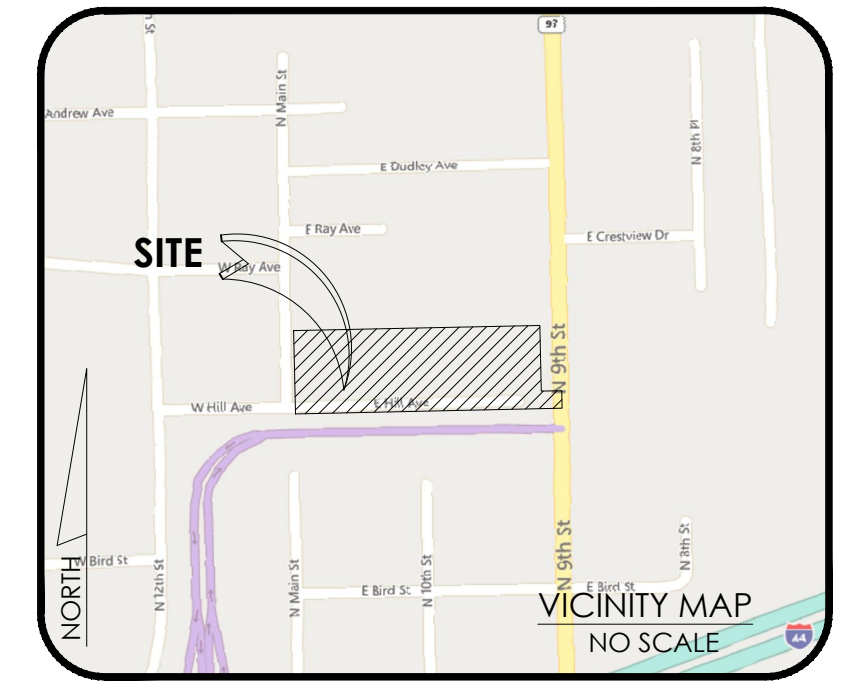 97
Andrew Ave
N Main St
E Dudley Ave
N 8th Pl
E Ray Ave
E Crestview Dr
SITE
W Ray Ave
N 9th St
W Hill Ave
E Hill Ave
NORTH
W Bird St
N 12th St
N Main St
E Bird St
N 10th St
N 9th St
E Bird St
N 8th St
VICINITY MAP
NO SCALE
44